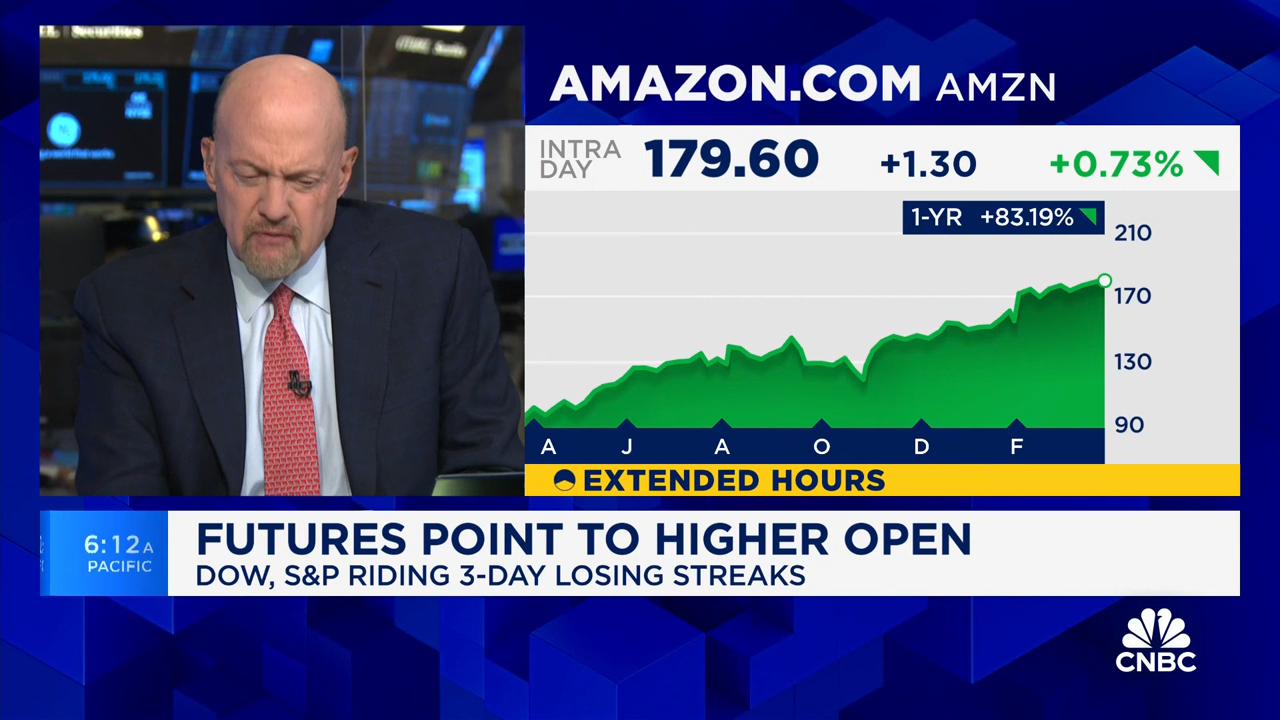 AMAZON.COM AMZN
INTRA
DAY
179.60 +1.30 +0.73%
1-YR +83.19%
210
170
130
90
A J A O D F
EXTENDED HOURS
6:12A
PACIFIC
FUTURES POINT TO HIGHER OPEN
DOW, S&P RIDING 3-DAY LOSING STREAKS
CNBC